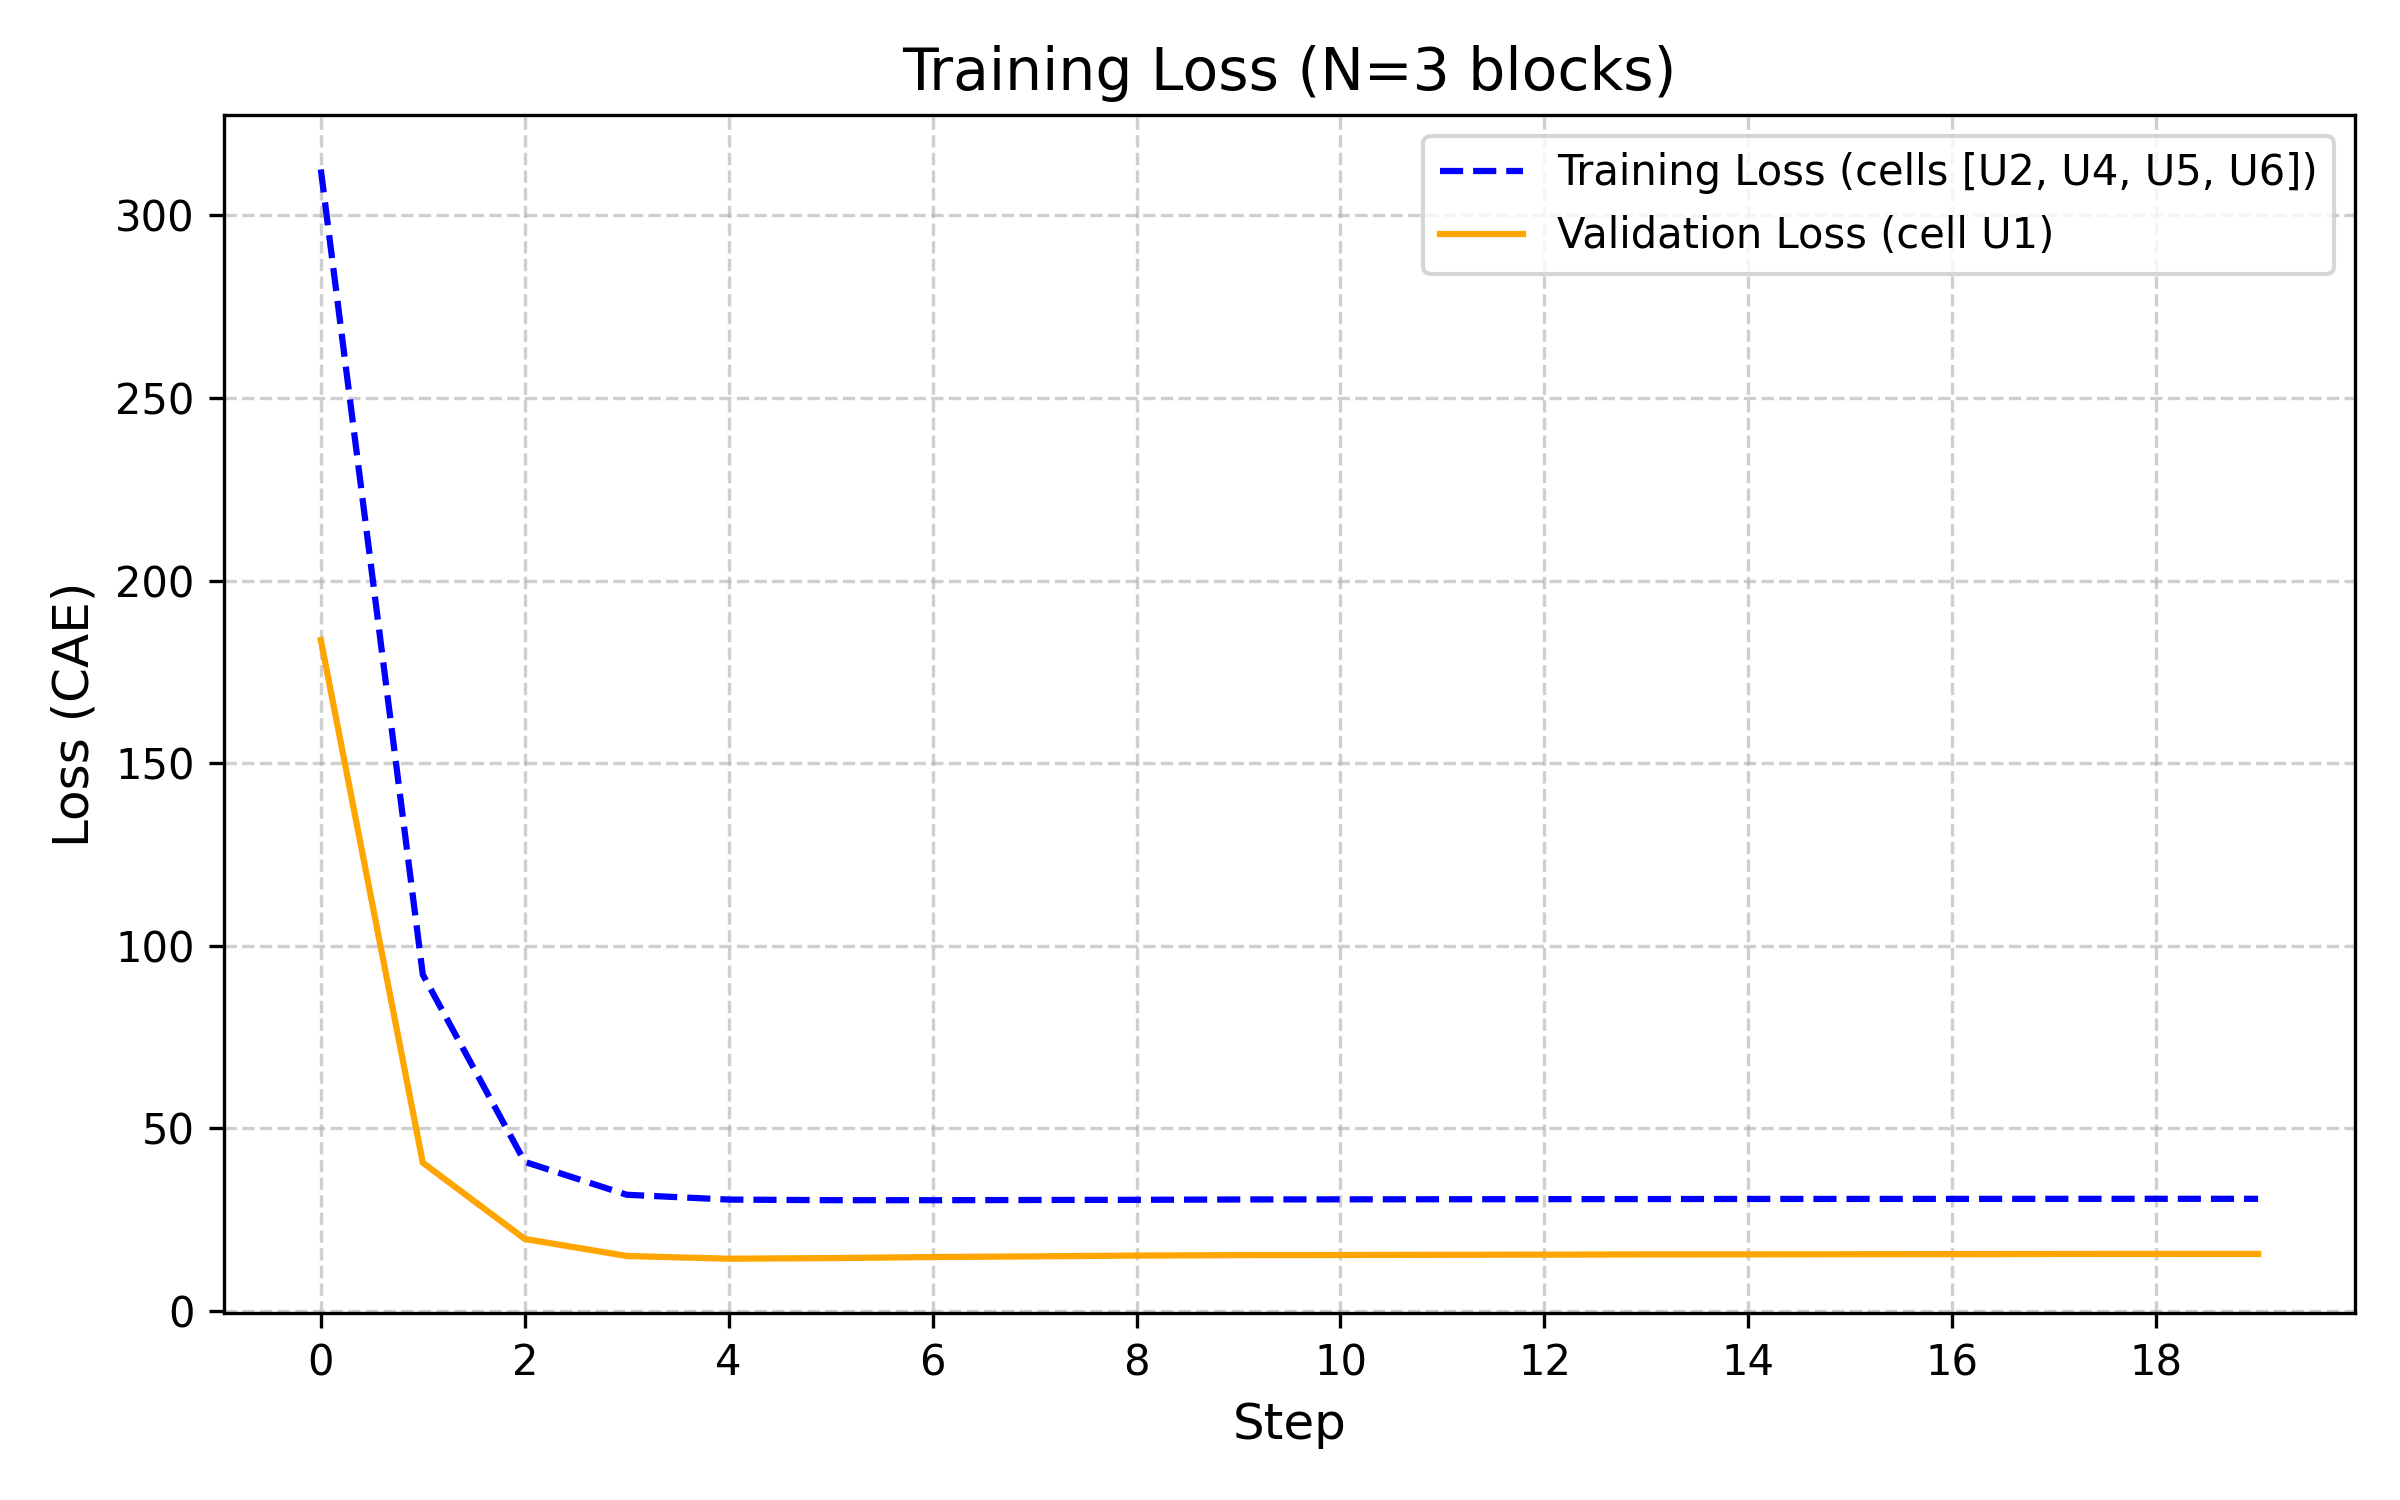 Training Loss (N=3 blocks)
Training Loss (cells [U2, U4, U5, U6])
Validation Loss (cell U1)
Loss (CAE)
300
250
200
150
100
50
0
0 2 4 6 8 10 12 14 16 18
Step